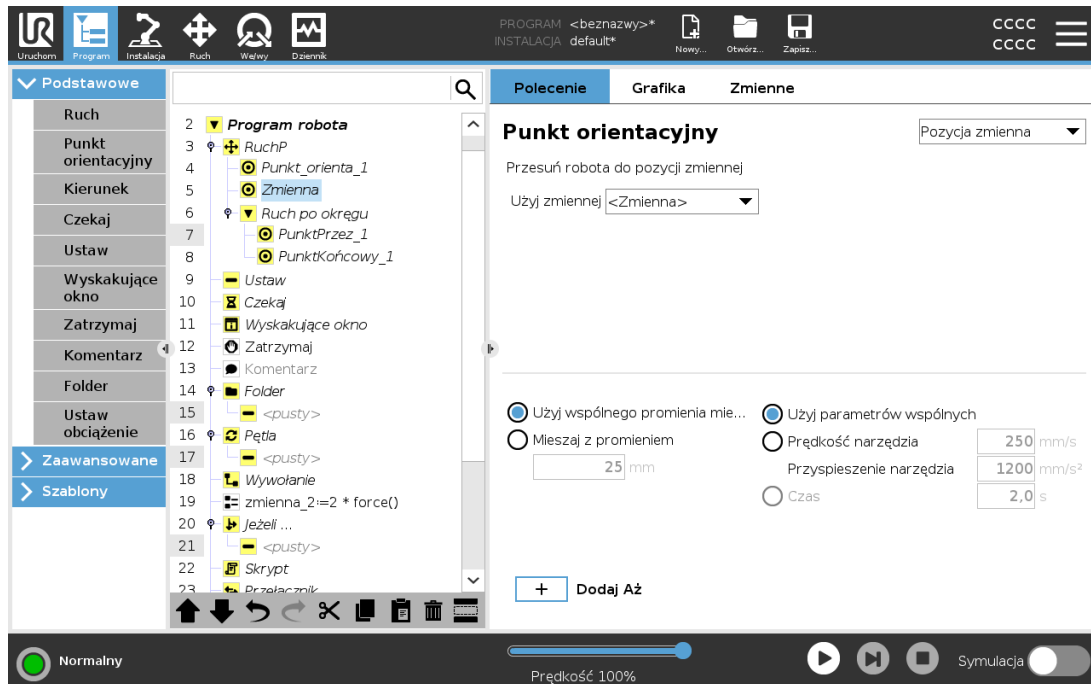 UR
Uruchom
Program
Instalacja
Ruch
We/wy
Dziennik
PROGRAM <beznazwy>*
INSTALACJA default*
Nowy...
Otwórz...
Zapisz...
CCCC
CCCC
Podstawowe
Ruch
Punkt
orientacyjny
Kierunek
Czekaj
Ustaw
Wyskakujące
okno
Zatrzymaj
Komentarz
Folder
Ustaw
obciążenie
Zaawansowane
Szablony
2 Program robota
3 RuchP
4 Punkt_orienta_1
5 Zmienna
6 Ruch po okręgu
7 PunktPrzez_1
8 PunktKońcowy_1
9 Ustaw
10 Czekaj
11 Wyskakujące okno
12 Zatrzymaj
13 Komentarz
14 Folder
15 <pusty>
16 Pętla
17 <pusty>
18 Wywołanie
19 zmienna_2:=2 * force()
20 Jeżeli ...
21 <pusty>
22 Skrypt
23 Przełącznik
Polecenie
Grafika
Zmienne
Punkt orientacyjny
Pozycja zmienna
Przesuń robota do pozycji zmiennej
Użyj zmiennej <Zmienna>
Użyj wspólnego promienia mie...
Mieszaj z promieniem
25 mm
Użyj parametrów wspólnych
Prędkość narzędzia 250 mm/s
Przyspieszenie narzędzia 1200 mm/s²
Czas 2,0 s
+ Dodaj Aż
Normalny
Prędkość 100%
Symulacja